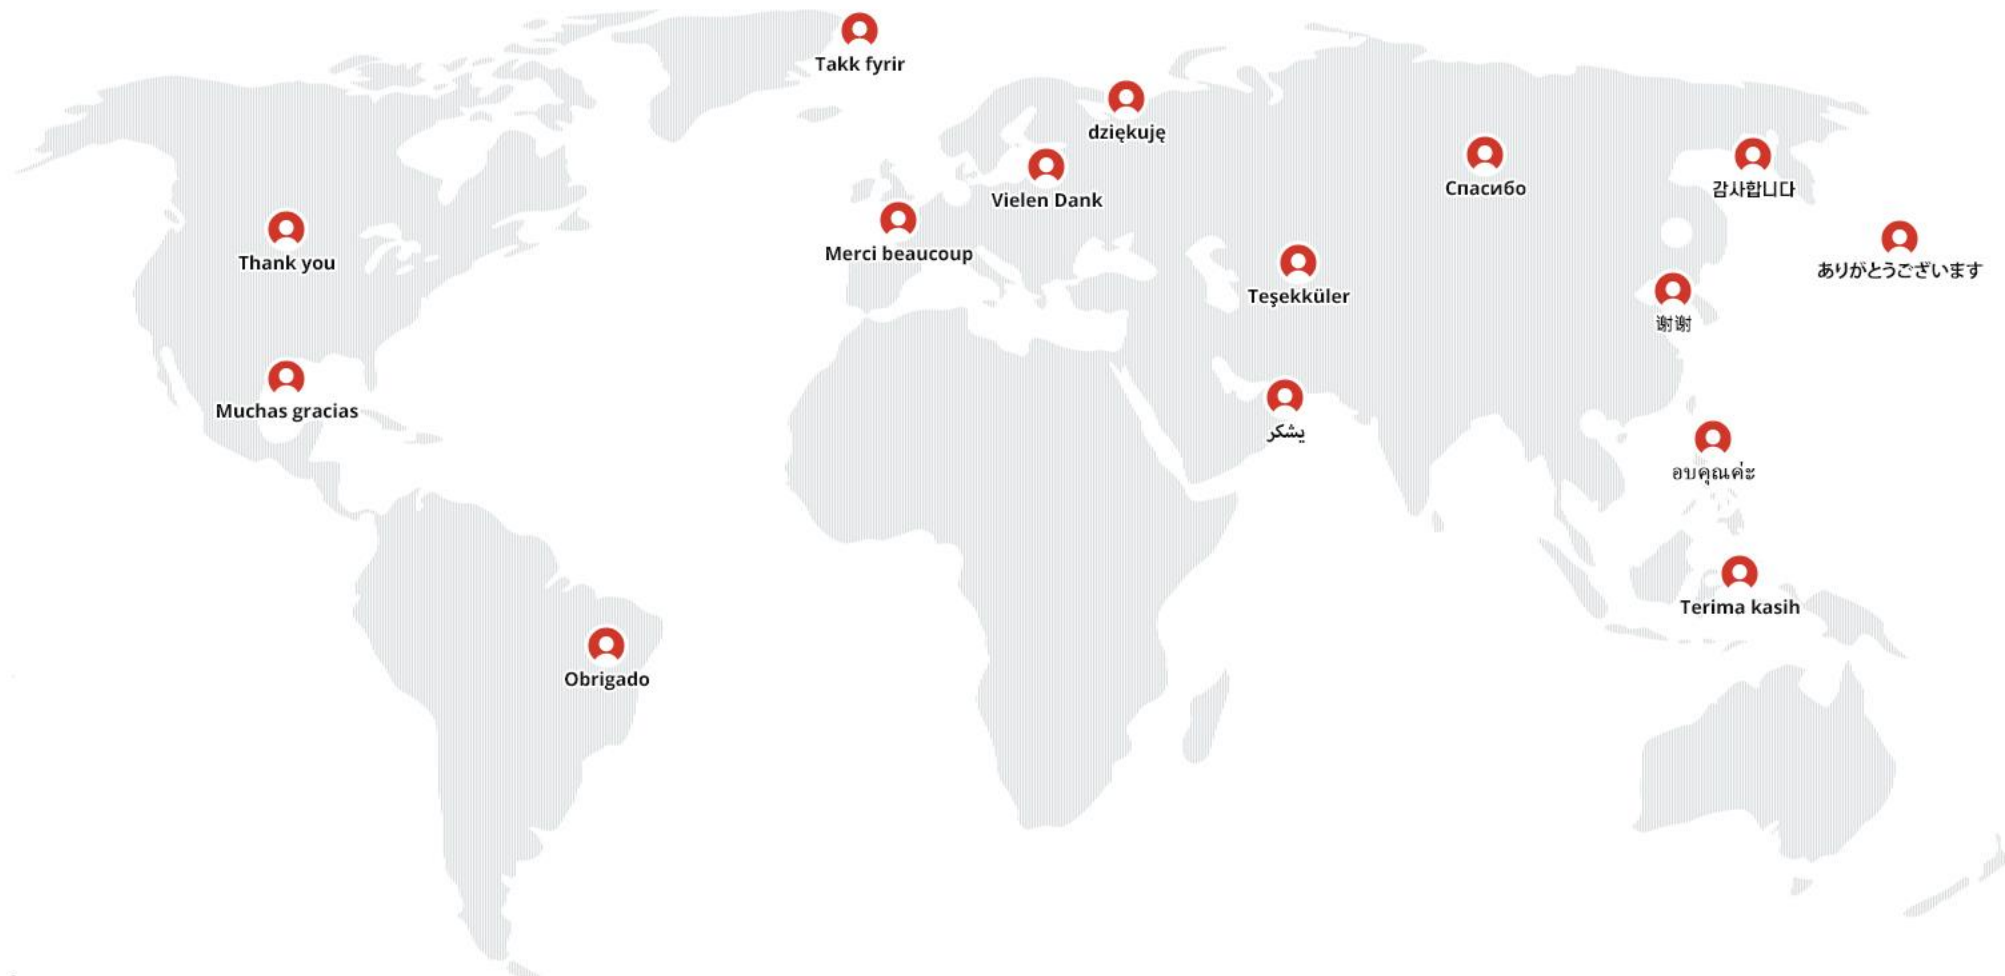 Takk fyrir
dziękuję
Vielen Dank
Спасибо
감사합니다
Merci beaucoup
Thank you
ありがとうございます
Teşekküler
谢谢
Muchas gracias
يشكر
อบคุณค่ะ
Terima kasih
Obrigado